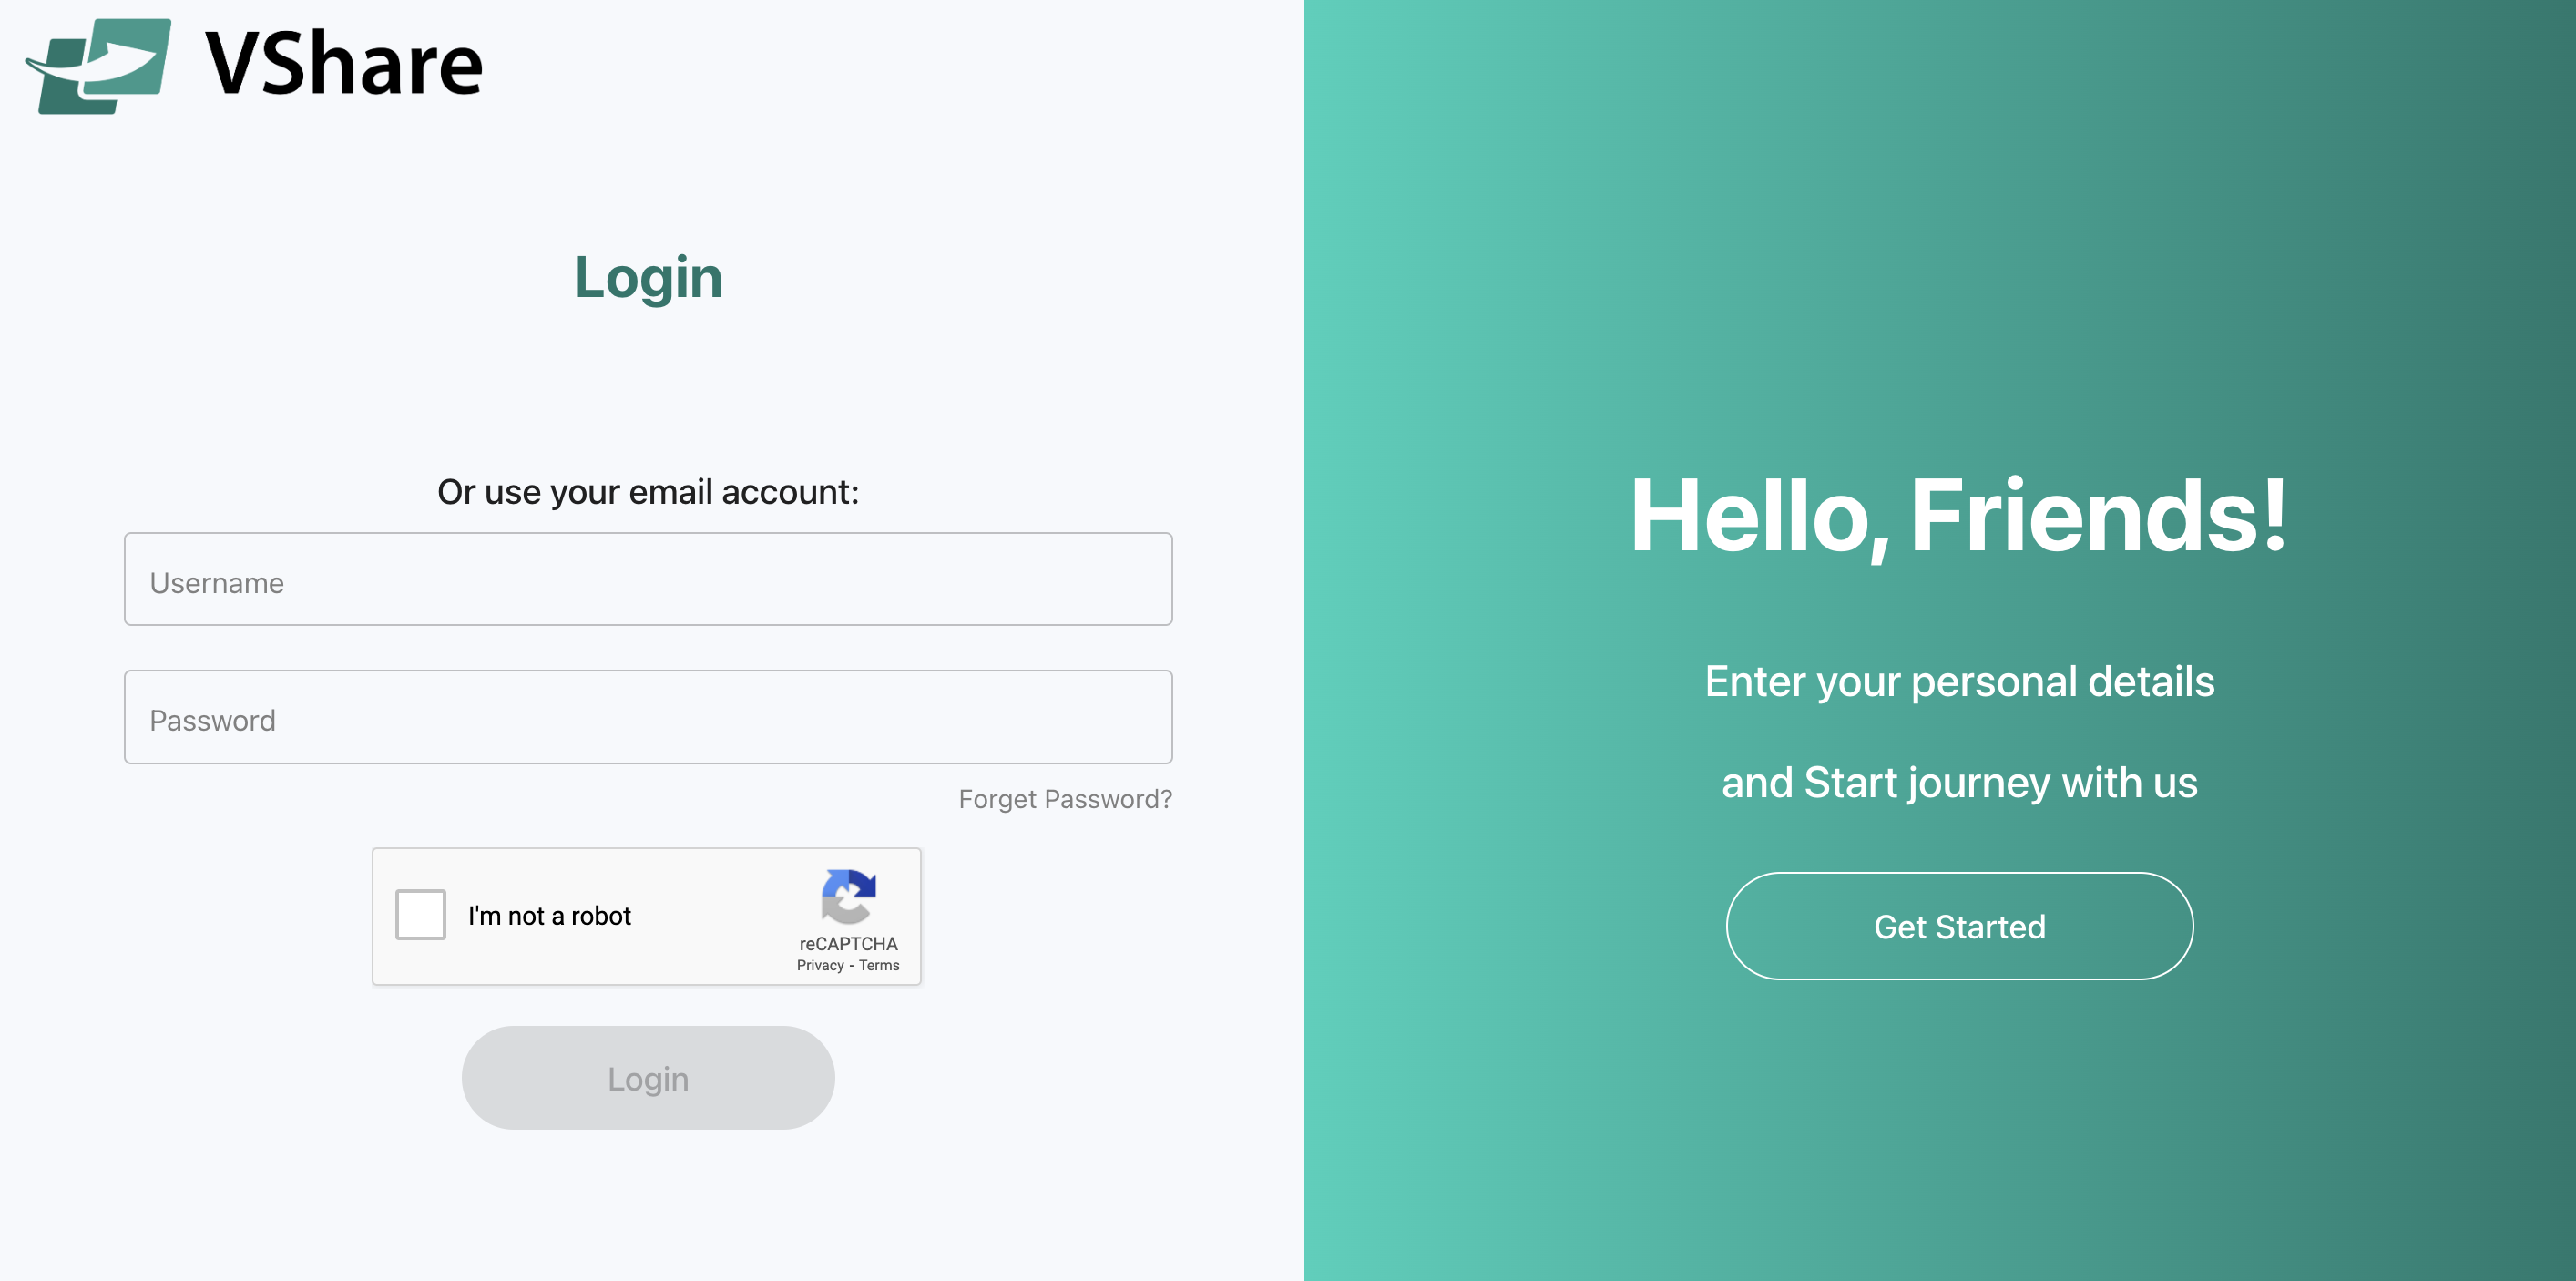 VShare
Login
Or use your email account:
Username
Password
Forget Password?
I'm not a robot
reCAPTCHA
Privacy - Terms
Login
Hello, Friends!
Enter your personal details
and Start journey with us
Get Started